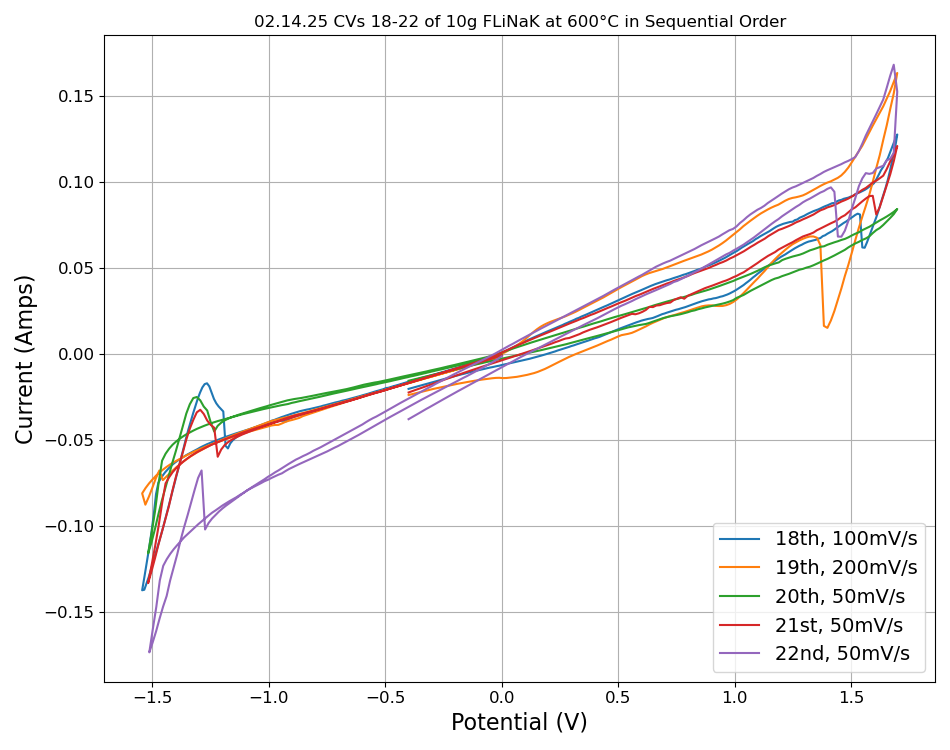 02.14.25 CVs 18-22 of 10g FLiNaK at 600°C in Sequential Order
Current (Amps)
0.15
0.10
0.05
0.00
−0.05
−0.10
−0.15
18th, 100mV/s
19th, 200mV/s
20th, 50mV/s
21st, 50mV/s
22nd, 50mV/s
−1.5 −1.0 −0.5 0.0 0.5 1.0 1.5
Potential (V)